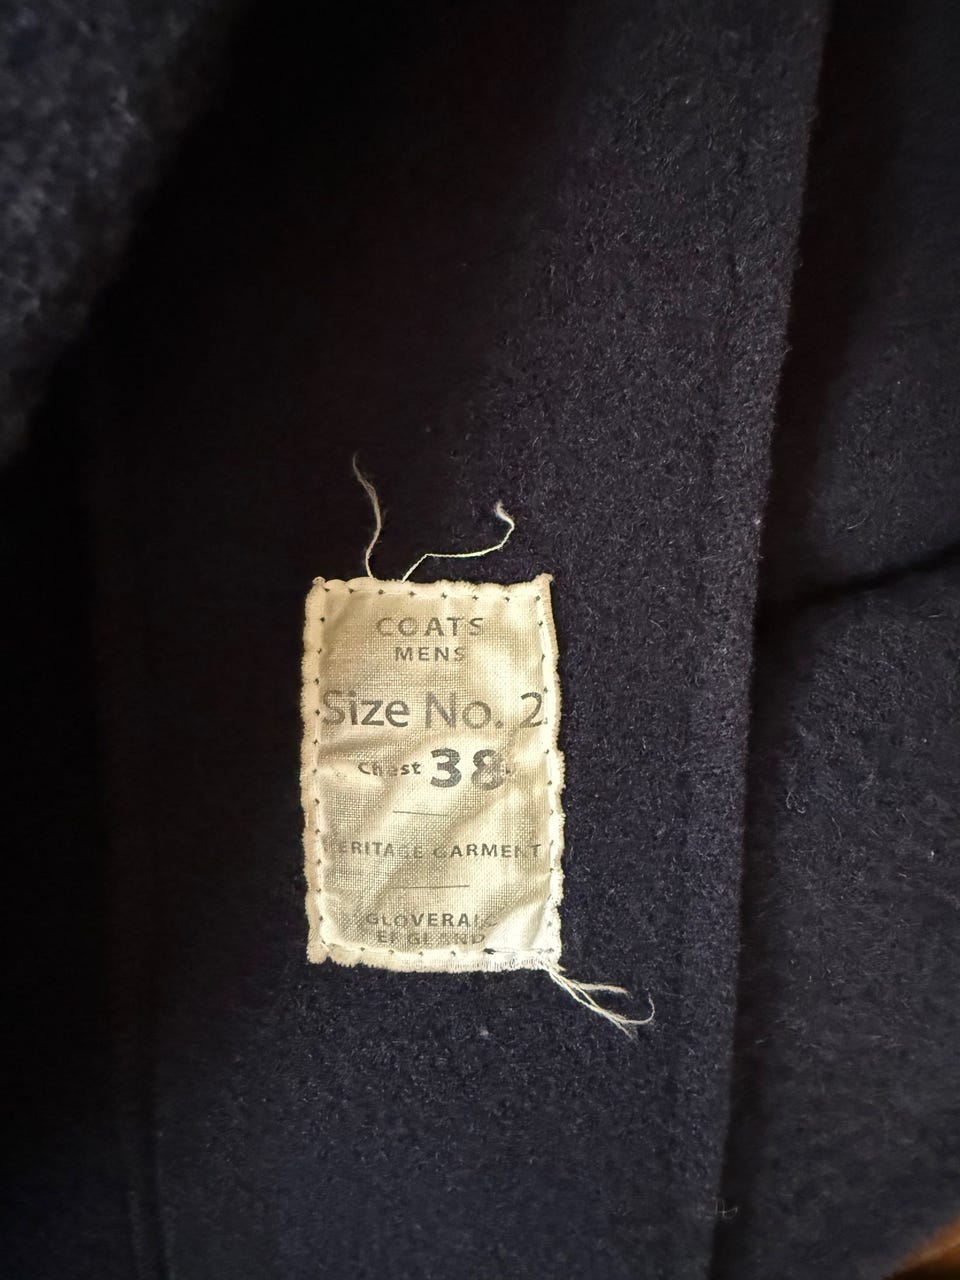 COATS
MENS
Size No. 2
Chest 38
HERITAGE GARMENT
GLOVERALL
ENGLAND